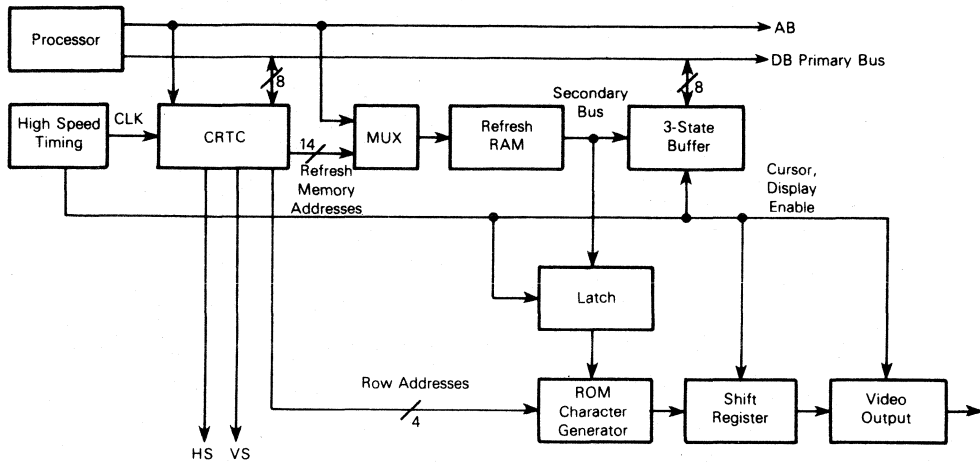 Processor
AB
DB Primary Bus
8
8
High Speed
Timing
CLK
CRTC
14
Refresh
Memory
Addresses
MUX
Refresh
RAM
Secondary
Bus
3-State
Buffer
Cursor,
Display
Enable
Latch
Row Addresses
4
ROM
Character
Generator
Shift
Register
Video
Output
HS VS